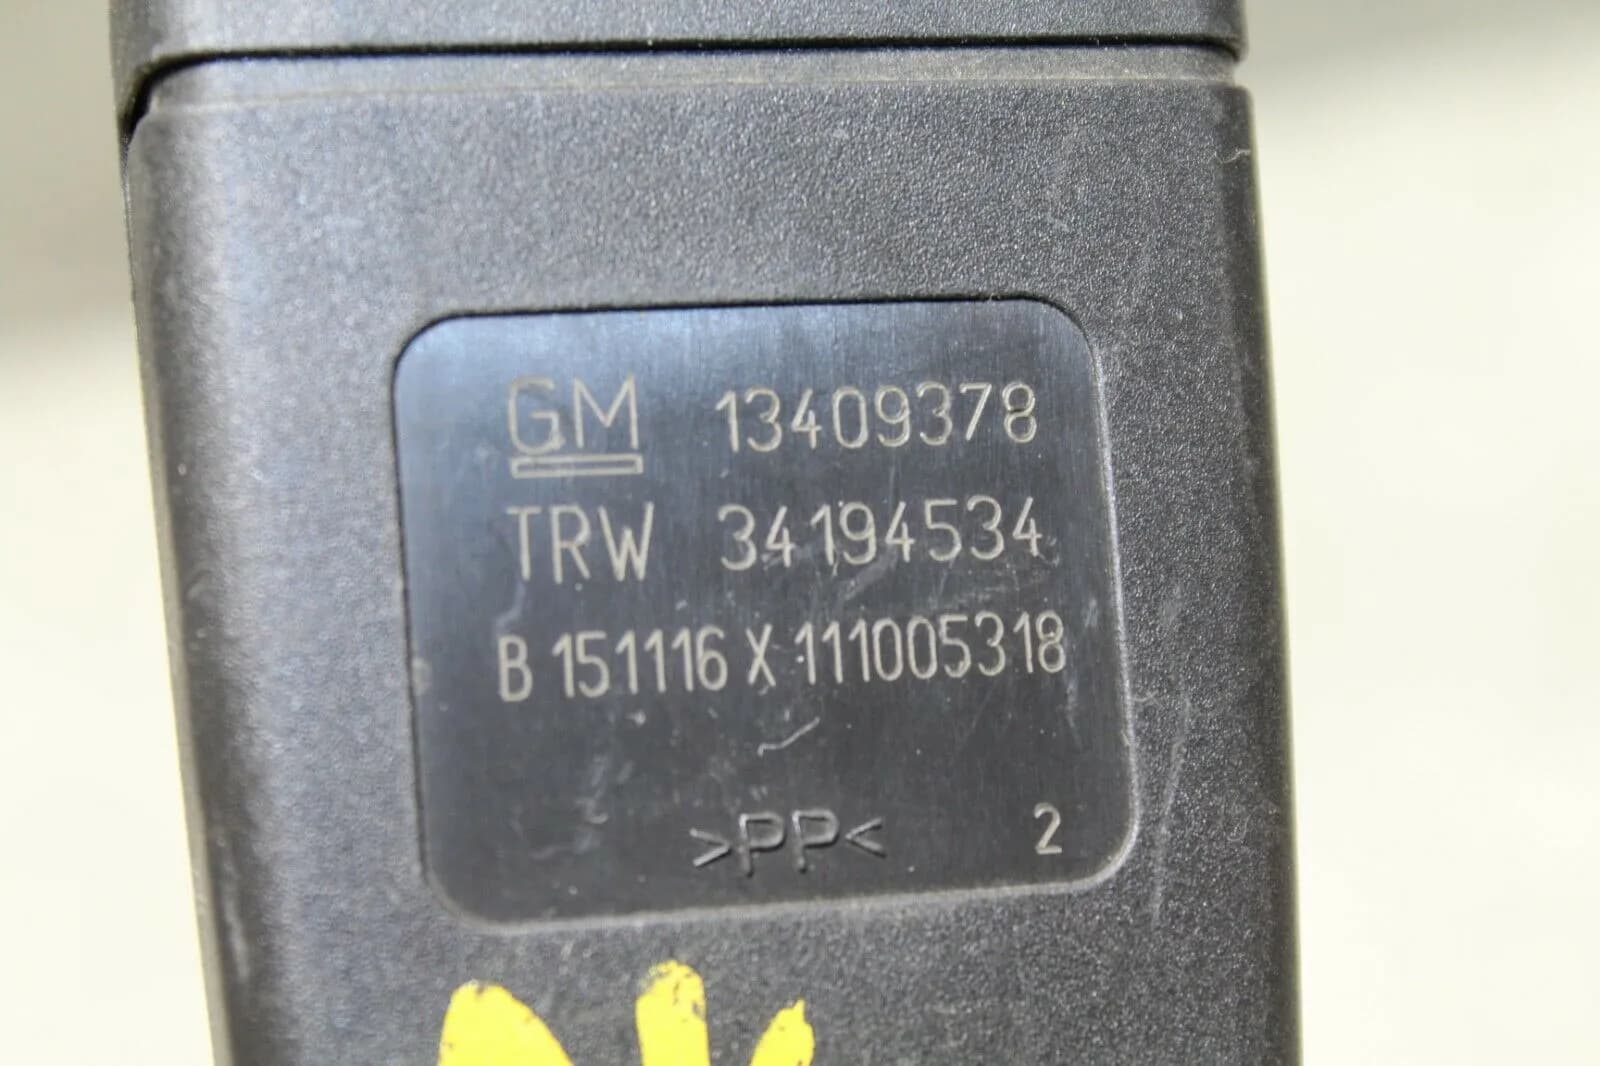 GM 13409378
TRW 34194534
B 151116 X 111005318
>PP< 2